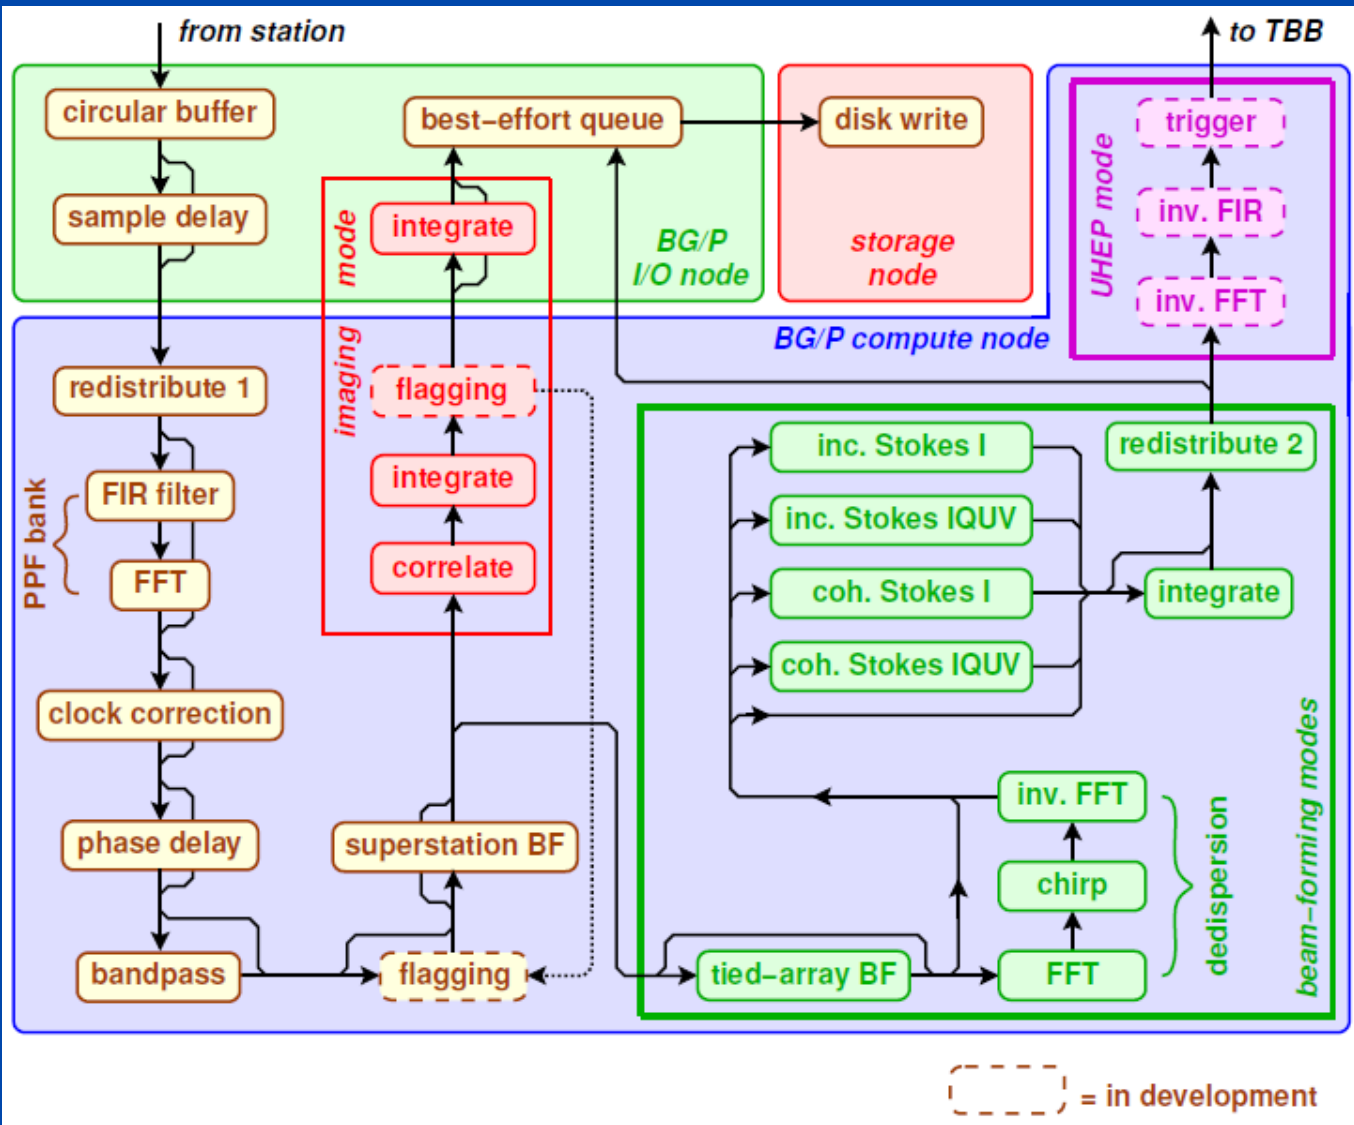 from station
to TBB
circular buffer
best-effort queue
disk write
trigger
sample delay
integrate
mode
BG/P
I/O node
storage
node
inv. FIR
UHEP mode
inv. FFT
BG/P compute node
redistribute 1
flagging
imaging
inc. Stokes I
redistribute 2
FIR filter
integrate
inc. Stokes IQUV
PPF bank
FFT
correlate
coh. Stokes I
integrate
coh. Stokes IQUV
clock correction
phase delay
superstation BF
inv. FFT
chirp
dedispersion
beam-forming modes
bandpass
flagging
tied-array BF
FFT
= in development